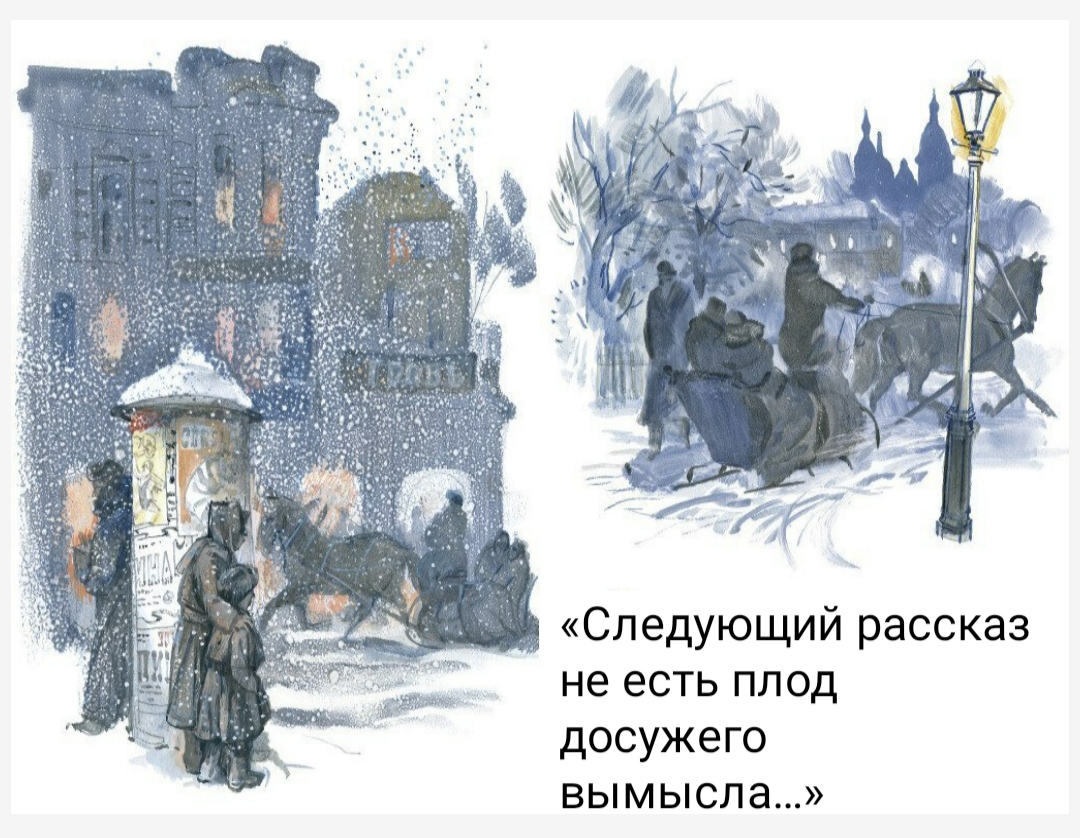 «Следующий рассказ
не есть плод
досужего
вымысла...»